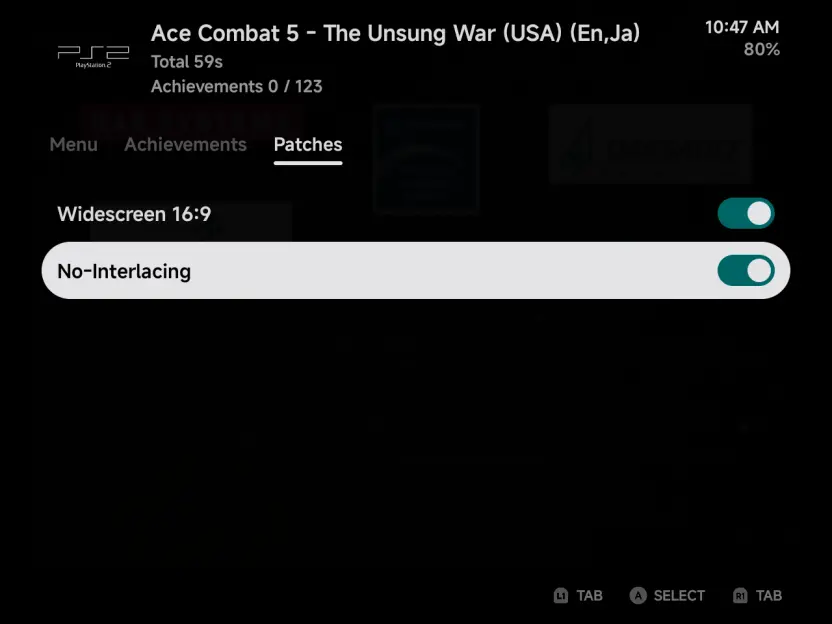 Ace Combat 5 - The Unsung War (USA) (En,Ja)
10:47 AM
PlayStation 2
Total 59s
80%
Achievements 0 / 123
Menu Achievements Patches
Widescreen 16:9
No-Interlacing
L1 TAB A SELECT R1 TAB